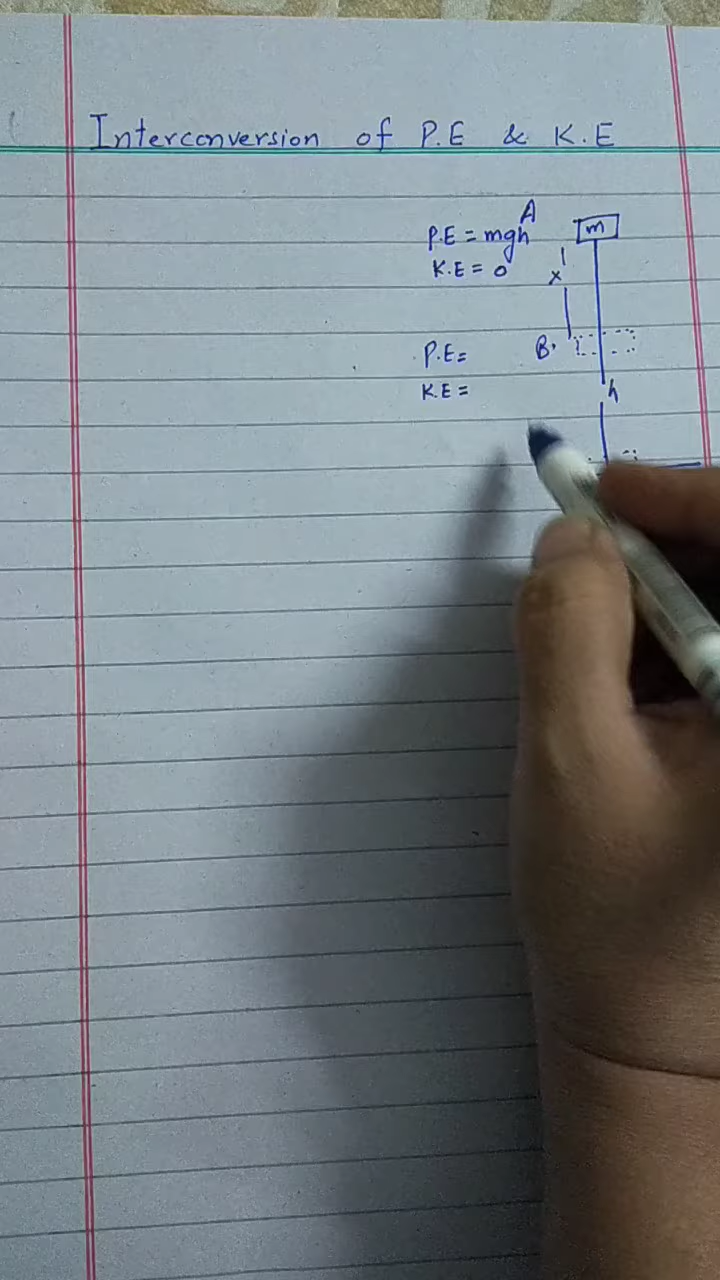 Interconversion of P.E & K.E
A
P.E = mgh
m
K.E = 0
x
P.E =
B.
K.E =
h